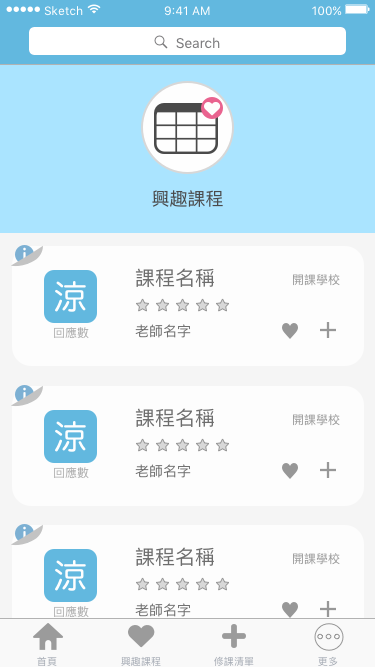 Sketch 9:41 AM 100%
Search
興趣課程
課程名稱 開課學校
涼
回應數 老師名字
課程名稱 開課學校
涼
回應數 老師名字
課程名稱 開課學校
涼
回應數 老師名字
首頁 興趣課程 修課清單 更多